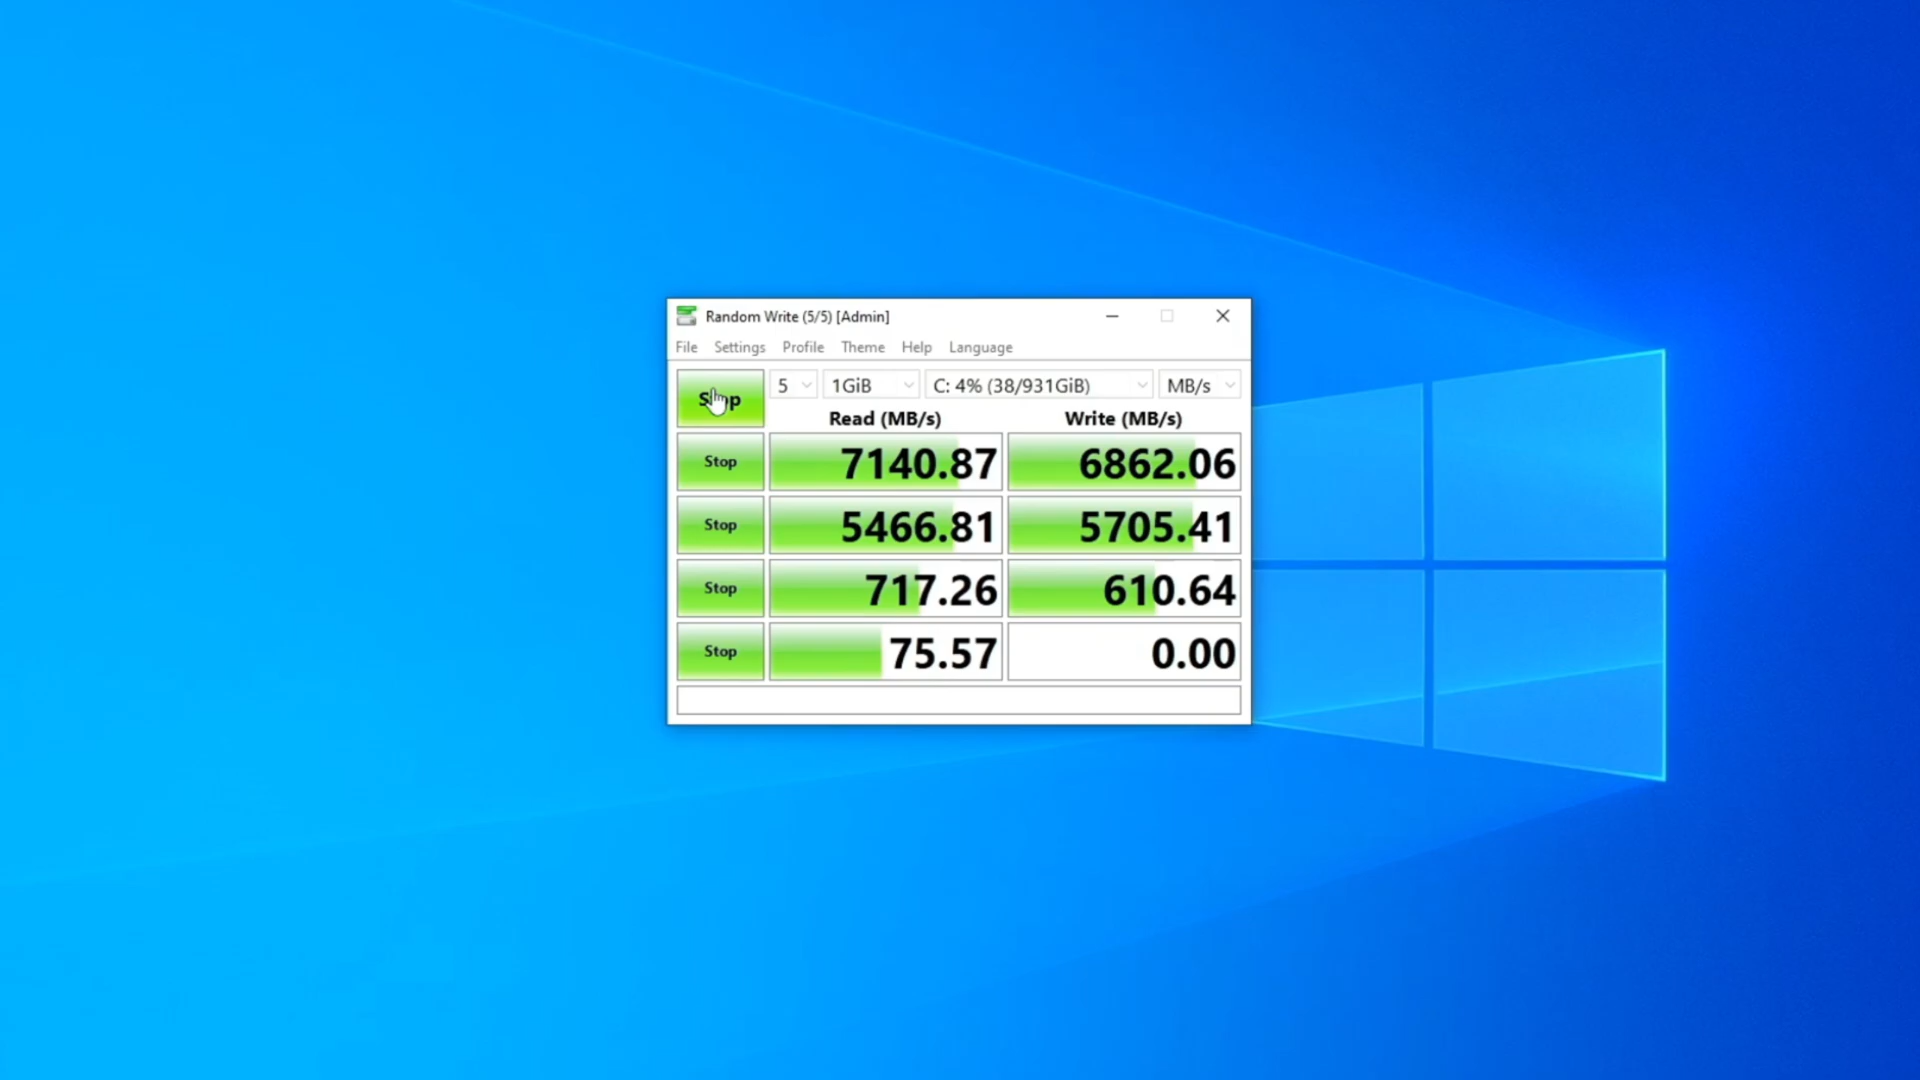 Random Write (5/5) [Admin]
File Settings Profile Theme Help Language
Stop 5 1GiB C: 4% (38/931GiB) MB/s
Read (MB/s) Write (MB/s)
Stop 7140.87 6862.06
Stop 5466.81 5705.41
Stop 717.26 610.64
Stop 75.57 0.00